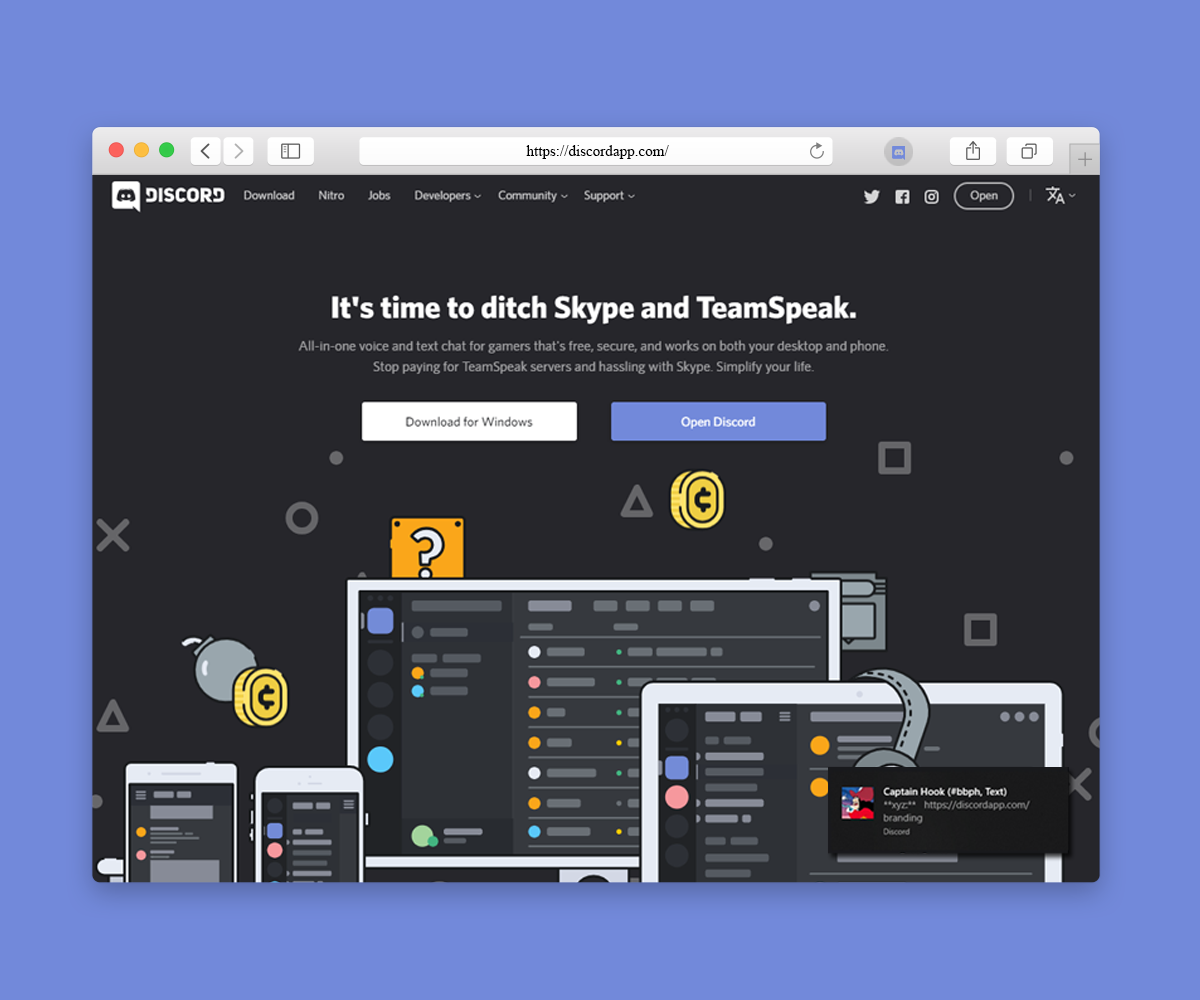 https://discordapp.com/
DISCORD Download Nitro Jobs Developers Community Support Open
It's time to ditch Skype and TeamSpeak.
All-in-one voice and text chat for gamers that's free, secure, and works on both your desktop and phone.
Stop paying for TeamSpeak servers and hassling with Skype. Simplify your life.
Download for Windows Open Discord
?
Captain Hook (#bbph, Text)
**xyz:** https://discordapp.com/
branding
Discord